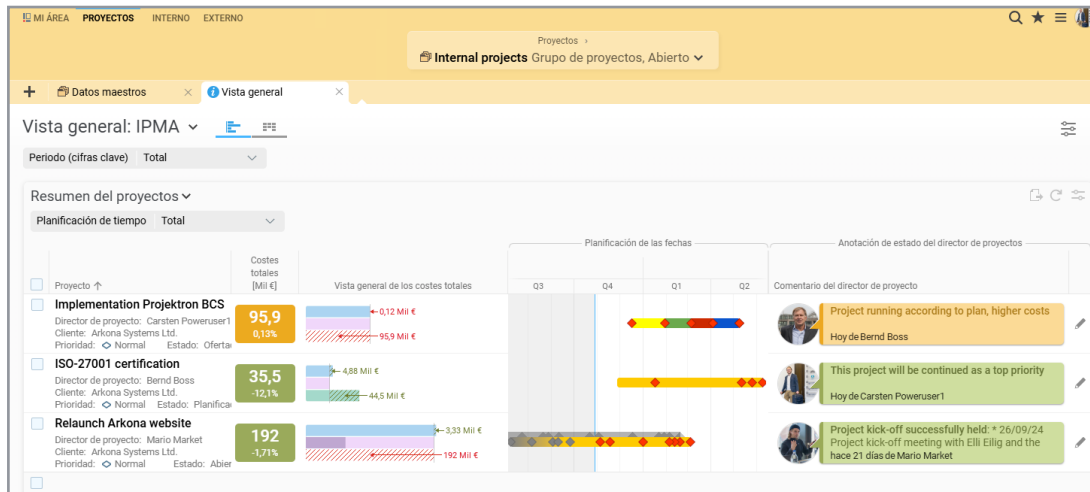 MI ÁREA PROYECTOS INTERNO EXTERNO
Proyectos ›
Internal projects Grupo de proyectos, Abierto
+ Datos maestros × Vista general ×
Vista general: IPMA
Periodo (cifras clave) Total
Resumen del proyectos
Planificación de tiempo Total
Planificación de las fechas
Anotación de estado del director de proyectos
Costes
totales
[Mil €]
Proyecto ↑
Vista general de los costes totales
Q3 Q4 Q1 Q2
Comentario del director de proyecto
Implementation Projektron BCS
Director de proyecto: Carsten Poweruser1
Cliente: Arkona Systems Ltd.
Prioridad: Normal Estado: Oferta
95,9
0,13%
0,12 Mil €
95,9 Mil €
Project running according to plan, higher costs
Hoy de Bernd Boss
ISO-27001 certification
Director de proyecto: Bernd Boss
Cliente: Arkona Systems Ltd.
Prioridad: Normal Estado: Planifica
35,5
-12,1%
4,88 Mil €
44,5 Mil €
This project will be continued as a top priority
Hoy de Carsten Poweruser1
Relaunch Arkona website
Director de proyecto: Mario Market
Cliente: Arkona Systems Ltd.
Prioridad: Normal Estado: Abier
192
-1,71%
3,33 Mil €
192 Mil €
Project kick-off successfully held: * 26/09/24
Project kick-off meeting with Elli Eilig and the
hace 21 días de Mario Market